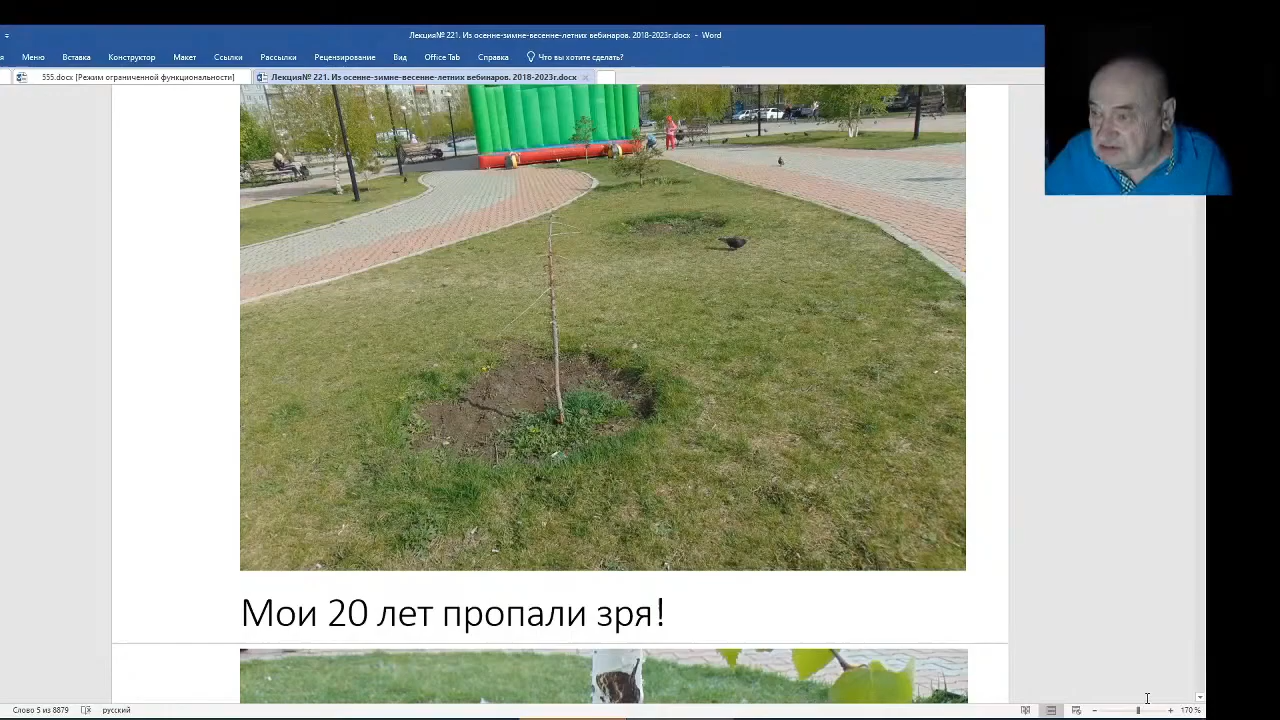 Лекция№ 221. Из осенне-зимне-весенне-летних вебинаров. 2018-2023г.docx - Word
Меню Вставка Конструктор Макет Ссылки Рассылки Рецензирование Вид Office Tab Справка Что вы хотите сделать?
555.docx [Режим ограниченной функциональности] Лекция№ 221. Из осенне-зимне-весенне-летних вебинаров. 2018-2023г.docx
Мои 20 лет пропали зря!
Слово 5 из 8879 русский 170 %